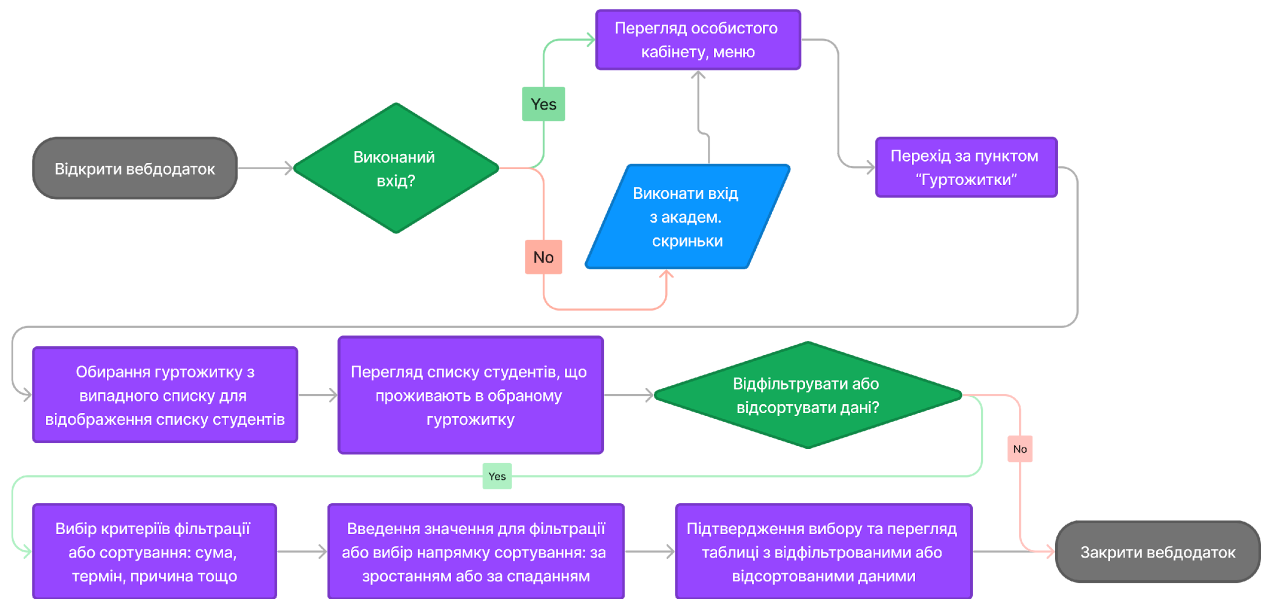 Перегляд особистого
кабінету, меню
Yes
Відкрити вебдодаток
Виконаний
вхід?
Перехід за пунктом
“Гуртожитки”
Виконати вхід
з академ.
скриньки
No
Обирання гуртожитку з
випадного списку для
відображення списку студентів
Перегляд списку студентів, що
проживають в обраному
гуртожитку
Відфільтрувати або
відсортувати дані?
No
Yes
Вибір критеріїв фільтрації
або сортування: сума,
термін, причина тощо
Введення значення для фільтрації
або вибір напрямку сортування: за
зростанням або за спаданням
Підтвердження вибору та перегляд
таблиці з відфільтрованими або
відсортованими даними
Закрити вебдодаток